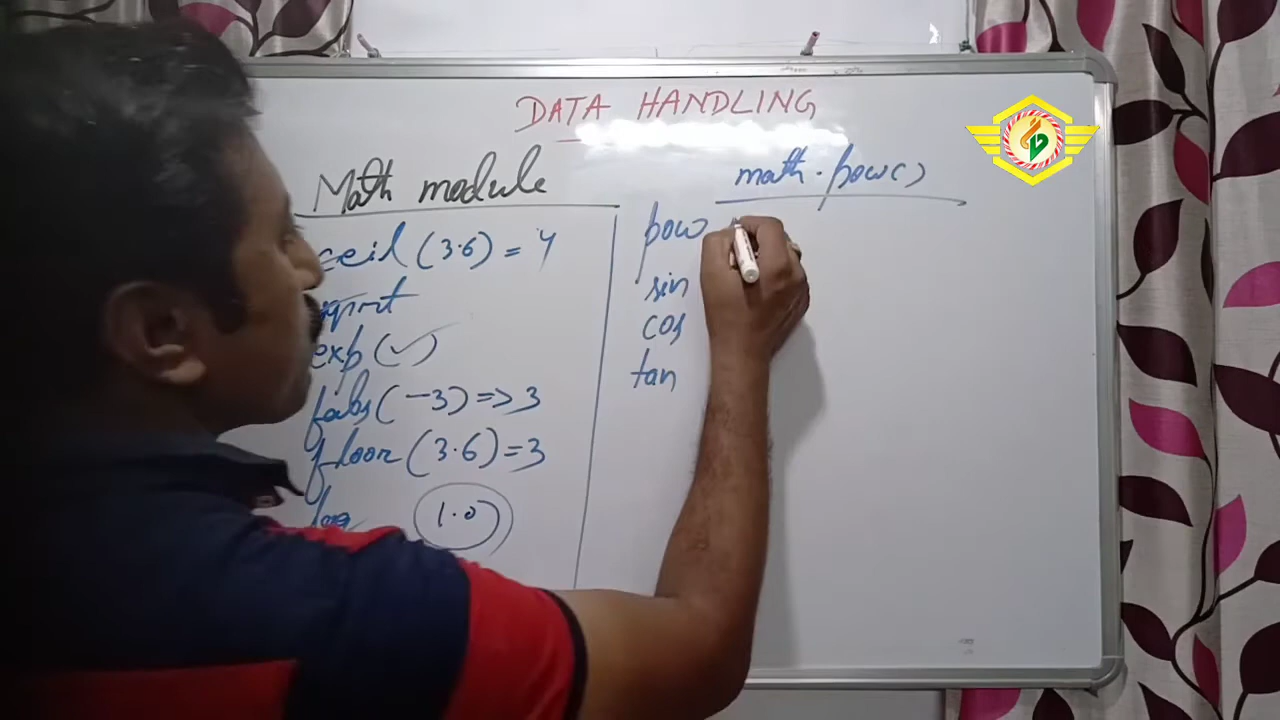 DATA HANDLING
Math module
ceil (3.6) = 4
exp (✓)
fabs (-3) => 3
floor (3.6) = 3
log
1.0
math.pow()
pow
sin
cos
tan